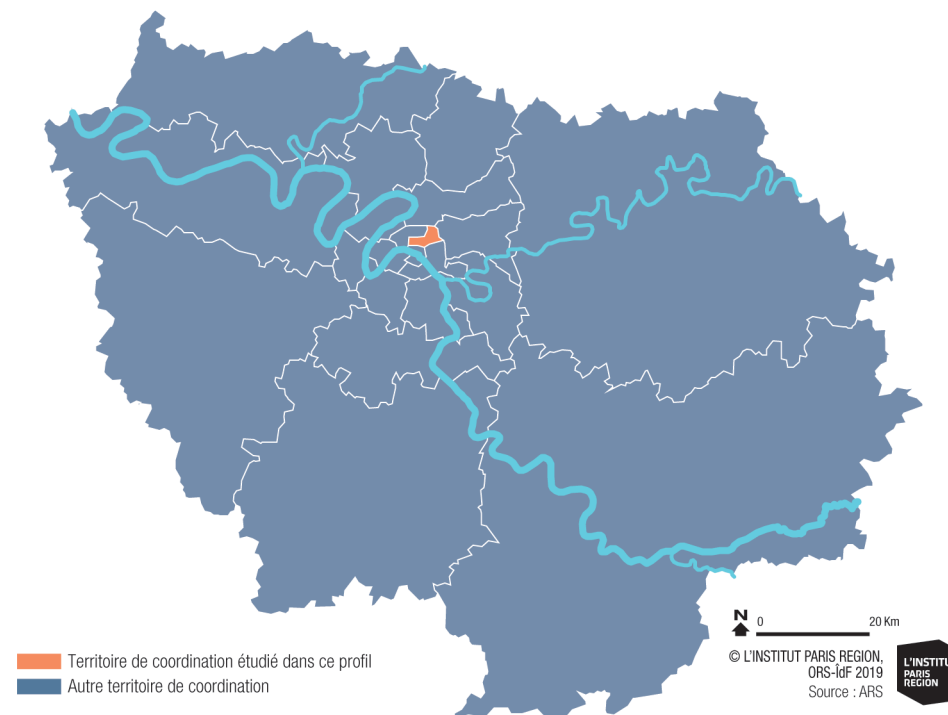 Territoire de coordination étudié dans ce profil
Autre territoire de coordination
N
0 20 Km
© L'INSTITUT PARIS REGION,
ORS-ÎdF 2019
Source : ARS
L'INSTITU
PARIS
REGION